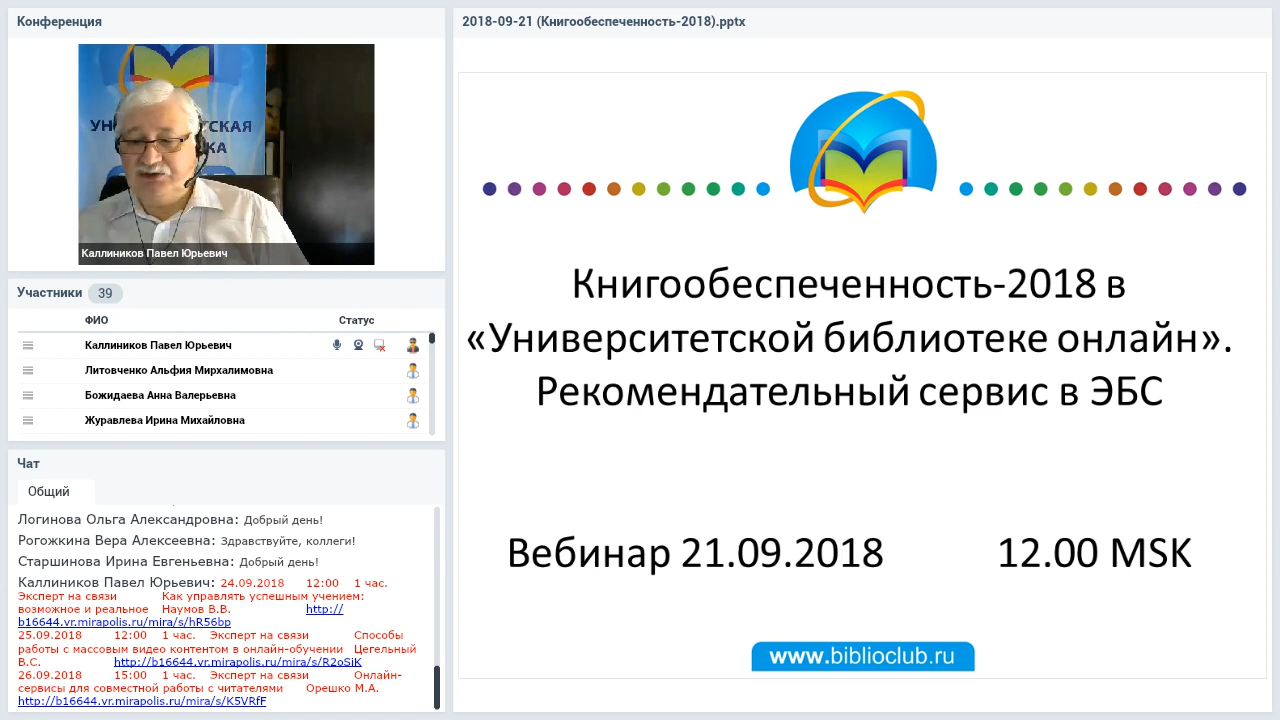 Конференция
УН
ТСКАЯ
КА
Каллиников Павел Юрьевич
Участники 39
ФИО Статус
Каллиников Павел Юрьевич
Литовченко Альфия Мирхалимовна
Божидаева Анна Валерьевна
Журавлева Ирина Михайловна
Чат
Общий
Логинова Ольга Александровна: Добрый день!
Рогожкина Вера Алексеевна: Здравствуйте, коллеги!
Старшинова Ирина Евгеньевна: Добрый день!
Каллиников Павел Юрьевич: 24.09.2018 12:00 1 час.
Эксперт на связи Как управлять успешным учением:
возможное и реальное Наумов В.В. http://
b16644.vr.mirapolis.ru/mira/s/hR56bp
25.09.2018 12:00 1 час. Эксперт на связи Способы
работы с массовым видео контентом в онлайн-обучении Цегельный
В.С. http://b16644.vr.mirapolis.ru/mira/s/R2oSiK
26.09.2018 15:00 1 час. Эксперт на связи Онлайн-
сервисы для совместной работы с читателями Орешко М.А.
http://b16644.vr.mirapolis.ru/mira/s/K5VRfF
2018-09-21 (Книгообеспеченность-2018).pptx
Книгообеспеченность-2018 в
«Университетской библиотеке онлайн».
Рекомендательный сервис в ЭБС
Вебинар 21.09.2018 12.00 MSK
www.biblioclub.ru